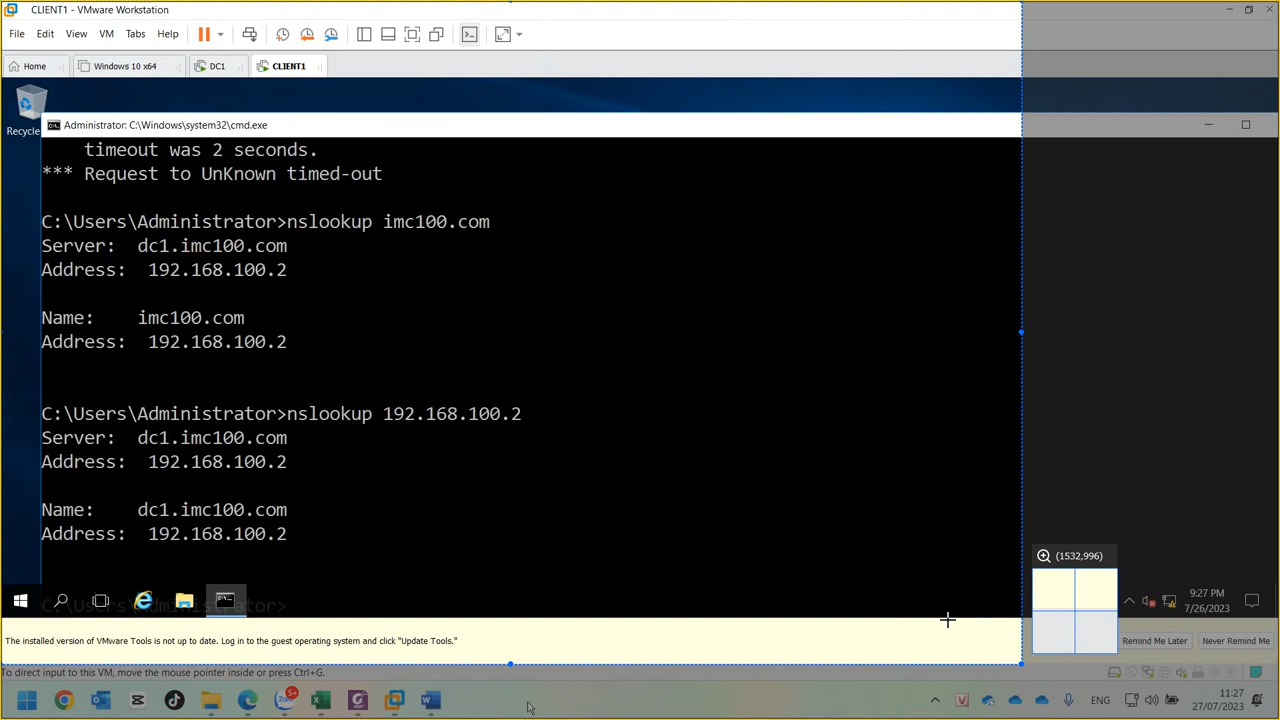 CLIENT1 - VMware Workstation
File Edit View VM Tabs Help
Home Windows 10 x64 DC1 CLIENT1
Recycle
Administrator: C:\Windows\system32\cmd.exe
timeout was 2 seconds.
*** Request to UnKnown timed-out
C:\Users\Administrator>nslookup imc100.com
Server: dc1.imc100.com
Address: 192.168.100.2
Name: imc100.com
Address: 192.168.100.2
C:\Users\Administrator>nslookup 192.168.100.2
Server: dc1.imc100.com
Address: 192.168.100.2
Name: dc1.imc100.com
Address: 192.168.100.2
(1532,996)
C:\Users\Administrator>
9:27 PM
7/26/2023
The installed version of VMware Tools is not up to date. Log in to the guest operating system and click "Update Tools."
Remind Me Later Never Remind Me
To direct input to this VM, move the mouse pointer inside or press Ctrl+G.
5+
Zalo
PDF
ENG
11:27
27/07/2023